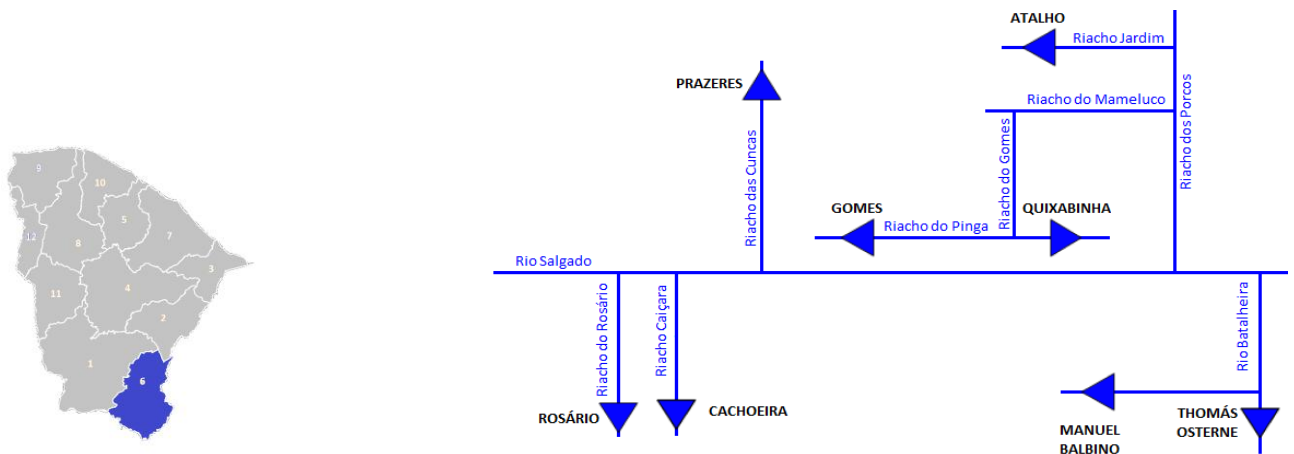 9
10
5
12
8
7
3
4
11
2
1
6
ATALHO
Riacho Jardim
PRAZERES
Riacho do Mameluco
Riacho dos Porcos
Riacho das Cuncas
Riacho do Gomes
GOMES
QUIXABINHA
Riacho do Pinga
Rio Salgado
Riacho do Rosário
Riacho Caiçara
Rio Batalheira
ROSÁRIO
CACHOEIRA
MANUEL
BALBINO
THOMÁS
OSTERNE